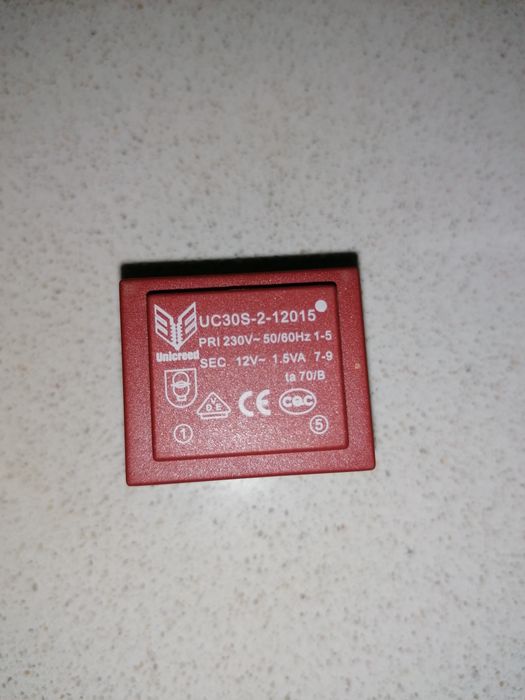 UC30S-2-12015
PRI 230V~ 50/60Hz 1-5
Unicreed
SEC 12V~ 1.5VA 7-9
ta 70/B
VDE
CE
CQC
1
5